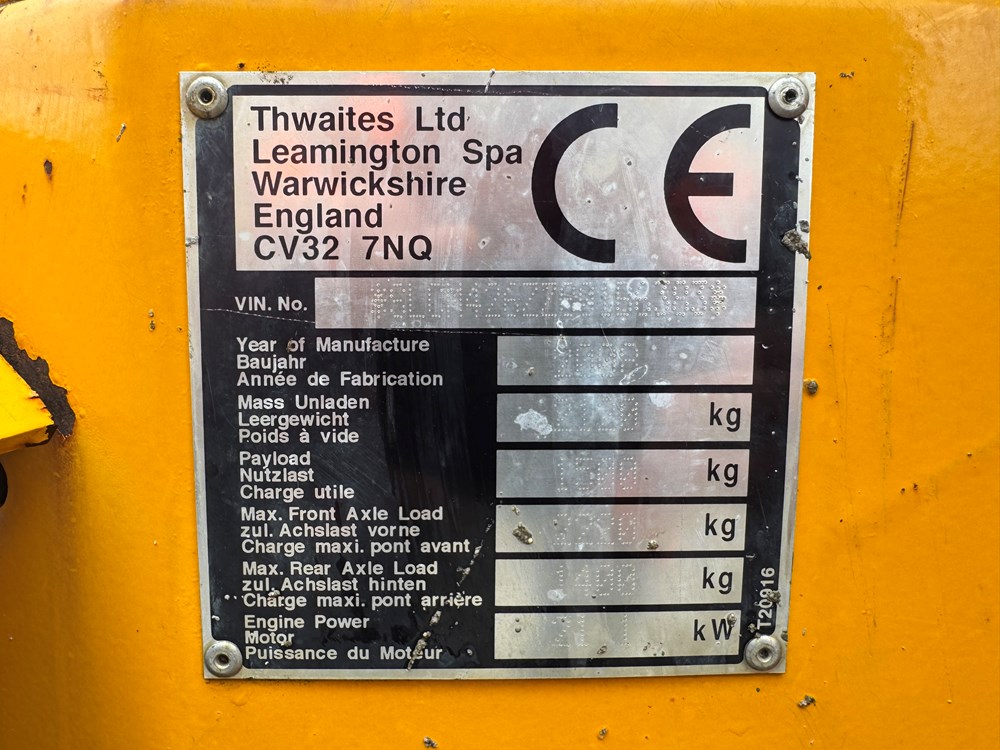 Thwaites Ltd
Leamington Spa
Warwickshire
England
CV32 7NQ
CE
VIN. No.
Year of Manufacture
Baujahr
Année de Fabrication
Mass Unladen
Leergewicht
Poids à vide
kg
Payload
Nutzlast
Charge utile
1500 kg
Max. Front Axle Load
zul. Achslast vorne
Charge maxi. pont avant
kg
Max. Rear Axle Load
zul. Achslast hinten
Charge maxi. pont arrière
1400 kg
Engine Power
Motor
Puissance du Moteur
kW
T20916